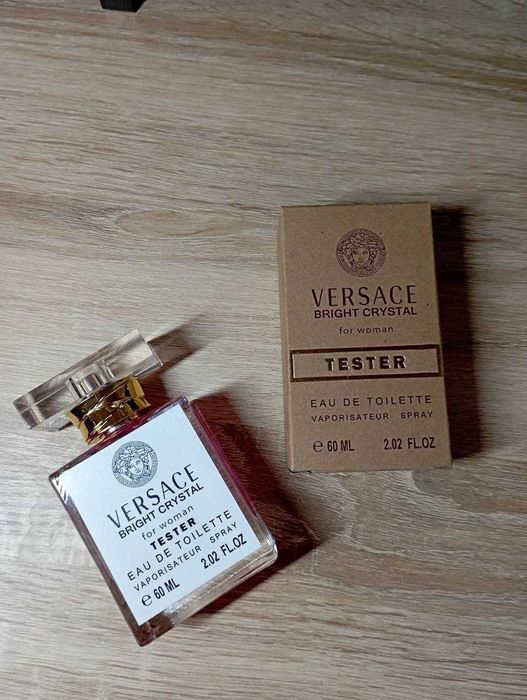 VERSACE
BRIGHT CRYSTAL
for woman
TESTER
EAU DE TOILETTE
VAPORISATEUR SPRAY
℮ 60 ML 2.02 FL.OZ
VERSACE
BRIGHT CRYSTAL
for woman
TESTER
EAU DE TOILETTE
VAPORISATEUR SPRAY
℮ 60 ML 2.02 FL.OZ